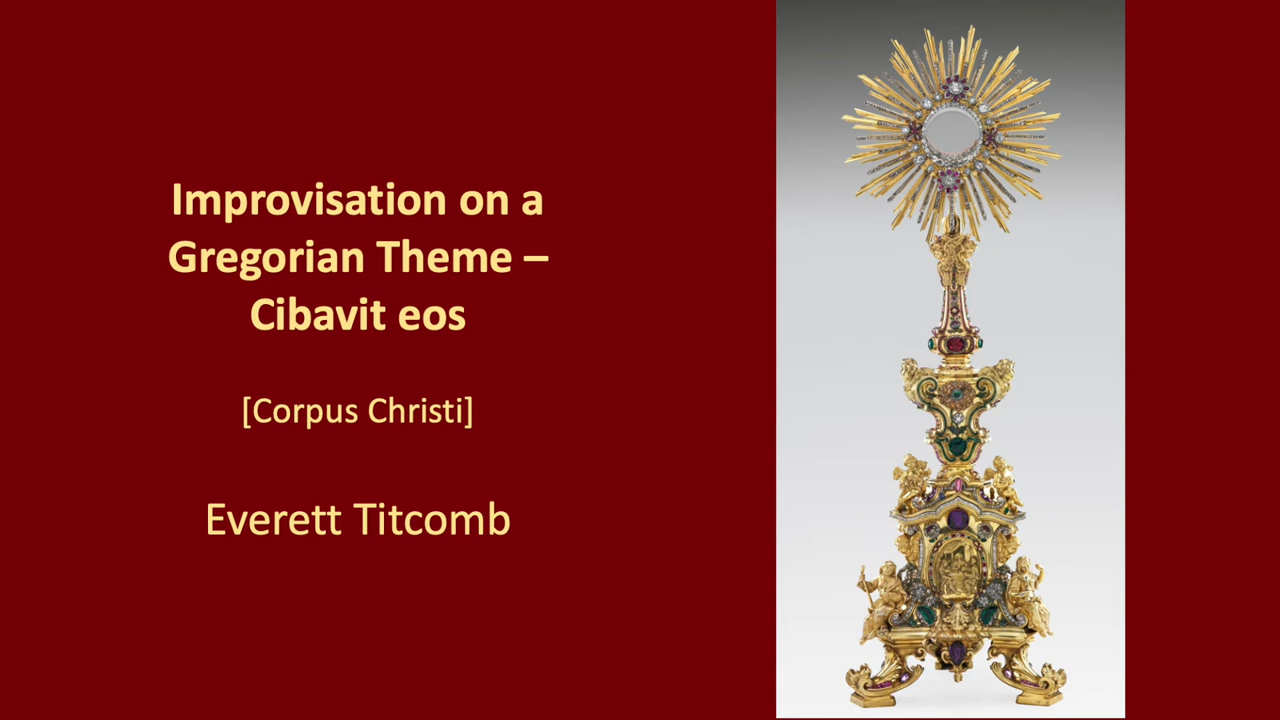 Improvisation on a
Gregorian Theme –
Cibavit eos
[Corpus Christi]
Everett Titcomb